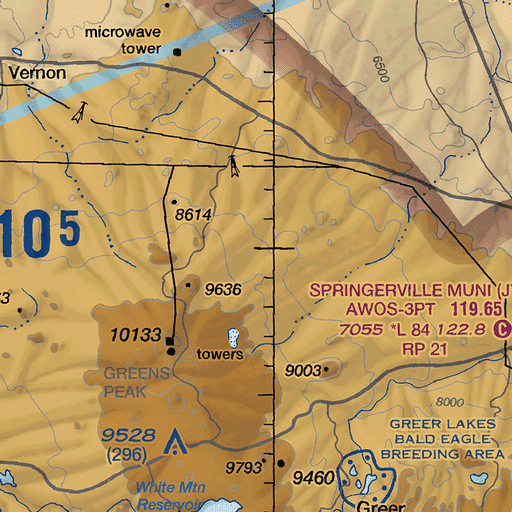 microwave
tower
Vernon
6500
8614
10⁵
9636
SPRINGERVILLE MUNI (J
AWOS-3PT 119.65
7055 *L 84 122.8 C
RP 21
10133
towers
GREENS
PEAK
9003
8000
GREER LAKES
BALD EAGLE
BREEDING AREA
9528
(296)
9793
9460
White Mtn
Reservoir
Greer